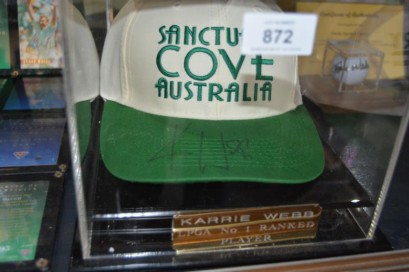 SANCTU
COVE
AUSTRALIA
872
KARRIE WEBB
LPGA No. 1 RANKED
PLAYER